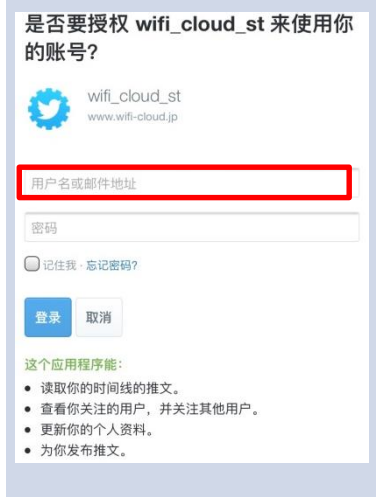 是否要授权 wifi_cloud_st 来使用你
的账号?
wifi_cloud_st
www.wifi-cloud.jp
用户名或邮件地址
密码
记住我 · 忘记密码?
登录 取消
这个应用程序能:
• 读取你的时间线的推文。
• 查看你关注的用户，并关注其他用户。
• 更新你的个人资料。
• 为你发布推文。